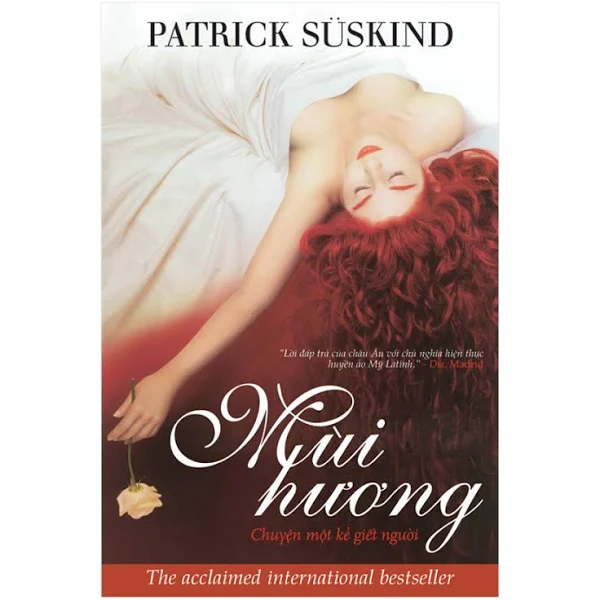 PATRICK SÜSKIND
"Lời đáp trả của châu Âu với chủ nghĩa hiện thực
huyền ảo Mỹ Latinh," - Dia, Madrid
Mùi
hương
Chuyện một kẻ giết người
The acclaimed international bestseller